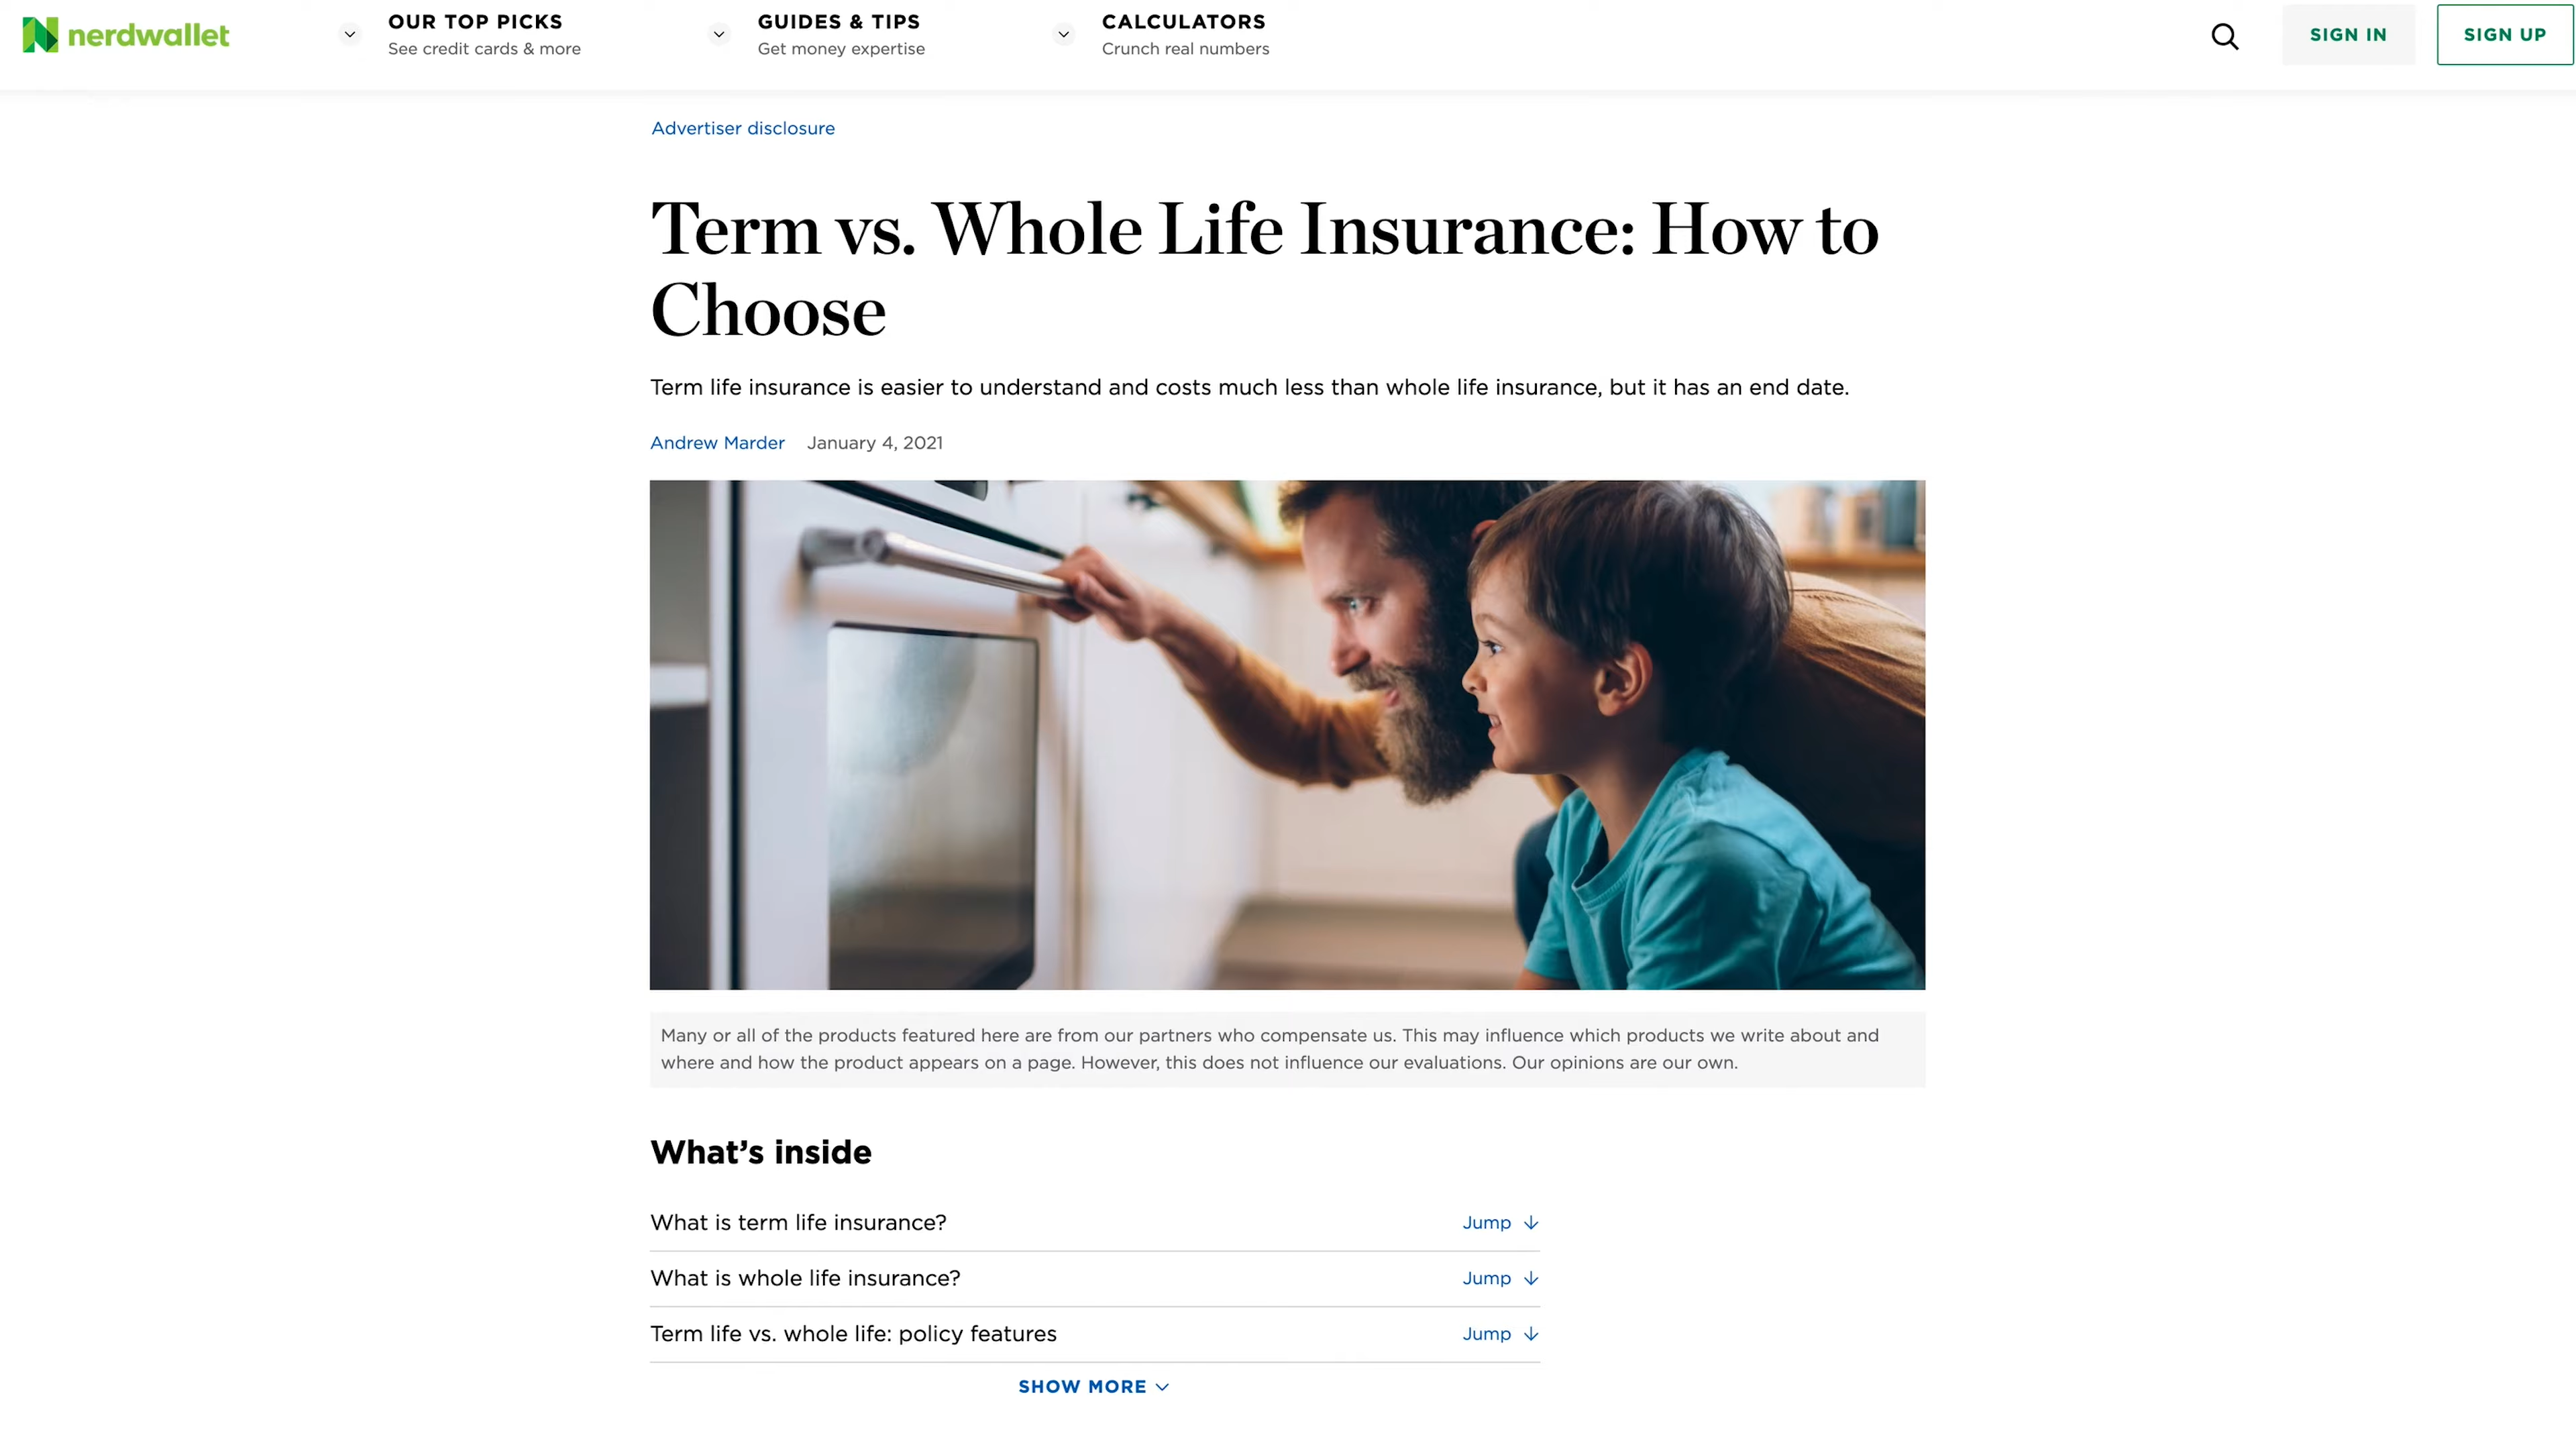 nerdwallet
OUR TOP PICKS
See credit cards & more
GUIDES & TIPS
Get money expertise
CALCULATORS
Crunch real numbers
SIGN IN
SIGN UP
Advertiser disclosure
Term vs. Whole Life Insurance: How to
Choose
Term life insurance is easier to understand and costs much less than whole life insurance, but it has an end date.
Andrew Marder January 4, 2021
Many or all of the products featured here are from our partners who compensate us. This may influence which products we write about and
where and how the product appears on a page. However, this does not influence our evaluations. Our opinions are our own.
What’s inside
What is term life insurance? Jump
What is whole life insurance? Jump
Term life vs. whole life: policy features Jump
SHOW MORE